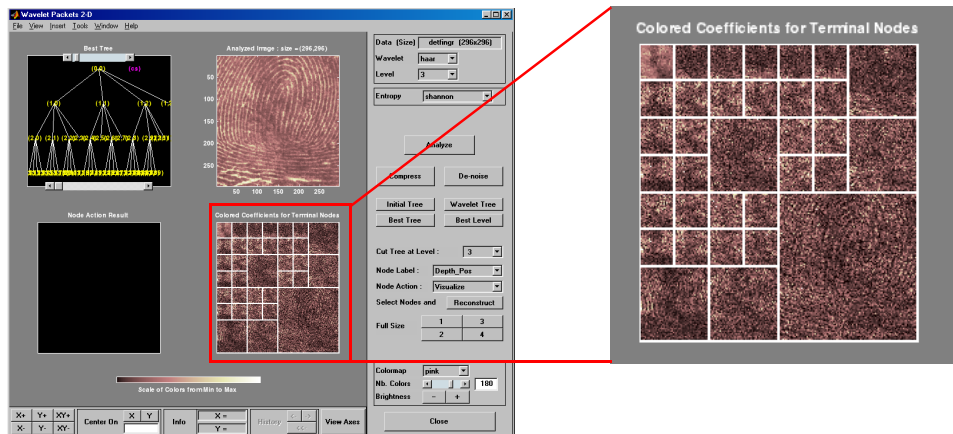 Wavelet Packets 2-D
File View Insert Tools Window Help
Best Tree
(0,0) (cs)
(1,0) (1,1) (1,2)
Analyzed Image : size = (296,296)
50
100
150
200
250
50 100 150 200 250
Node Action Result
Colored Coefficients for Terminal Nodes
Scale of Colors from Min to Max
Data (Size) detfingr (296x296)
Wavelet haar
Level 3
Entropy shannon
Analyze
Compress De-noise
Initial Tree Wavelet Tree
Best Tree Best Level
Cut Tree at Level : 3
Node Label : Depth_Pos
Node Action : Visualize
Select Nodes and Reconstruct
Full Size 1 3
2 4
Colormap pink
Nb. Colors 180
Brightness - +
X+ Y+ XY+ Center On X Y Info X = History <- -> View Axes
X- Y- XY- Y = <<-
Close
Colored Coefficients for Terminal Nodes